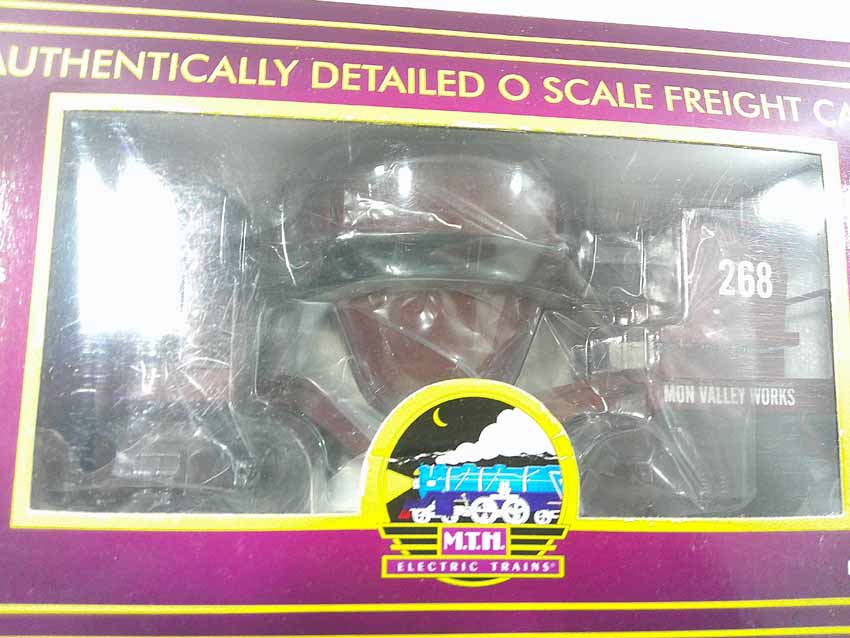 AUTHENTICALLY DETAILED O SCALE FREIGHT CA
268
MON VALLEY WORKS
M.T.H.
ELECTRIC TRAINS®